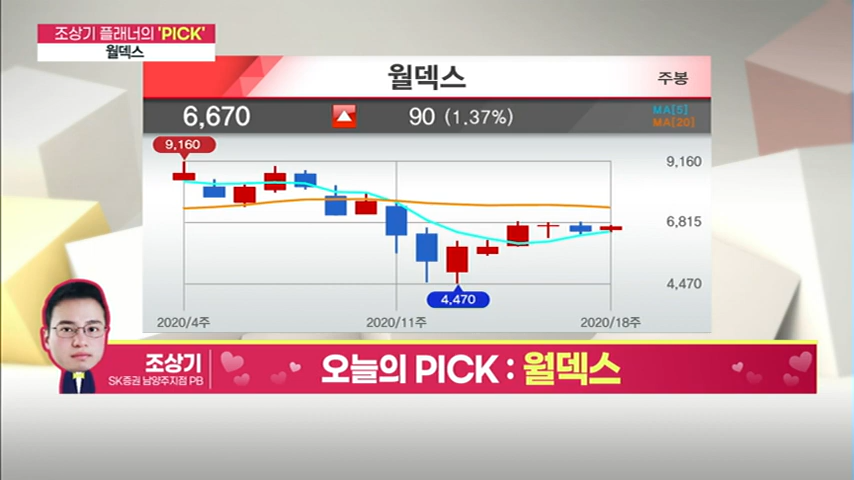 조상기 플래너의 'PICK'
월덱스
월덱스
주봉
6,670 90 (1.37%)
MA[5]
MA[20]
9,160
9,160
6,815
4,470
4,470
2020/4주 2020/11주 2020/18주
조상기
SK증권 남양주지점 PB
오늘의 PICK : 월덱스